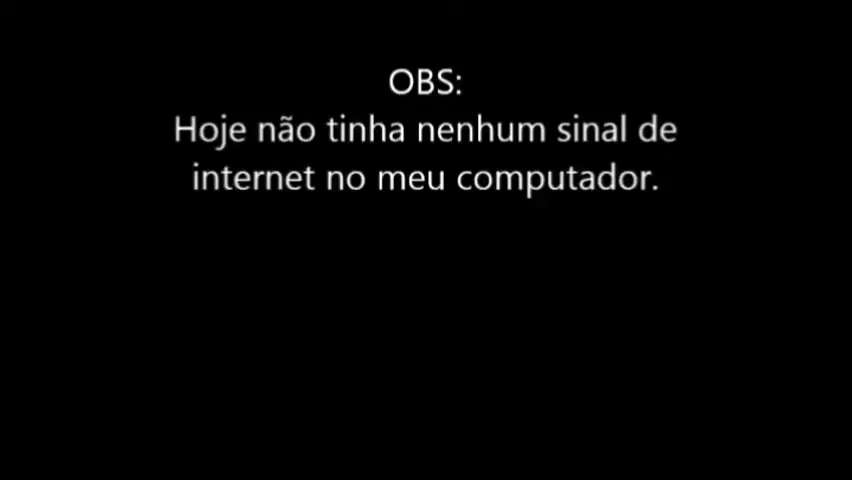 OBS:
Hoje não tinha nenhum sinal de
internet no meu computador.